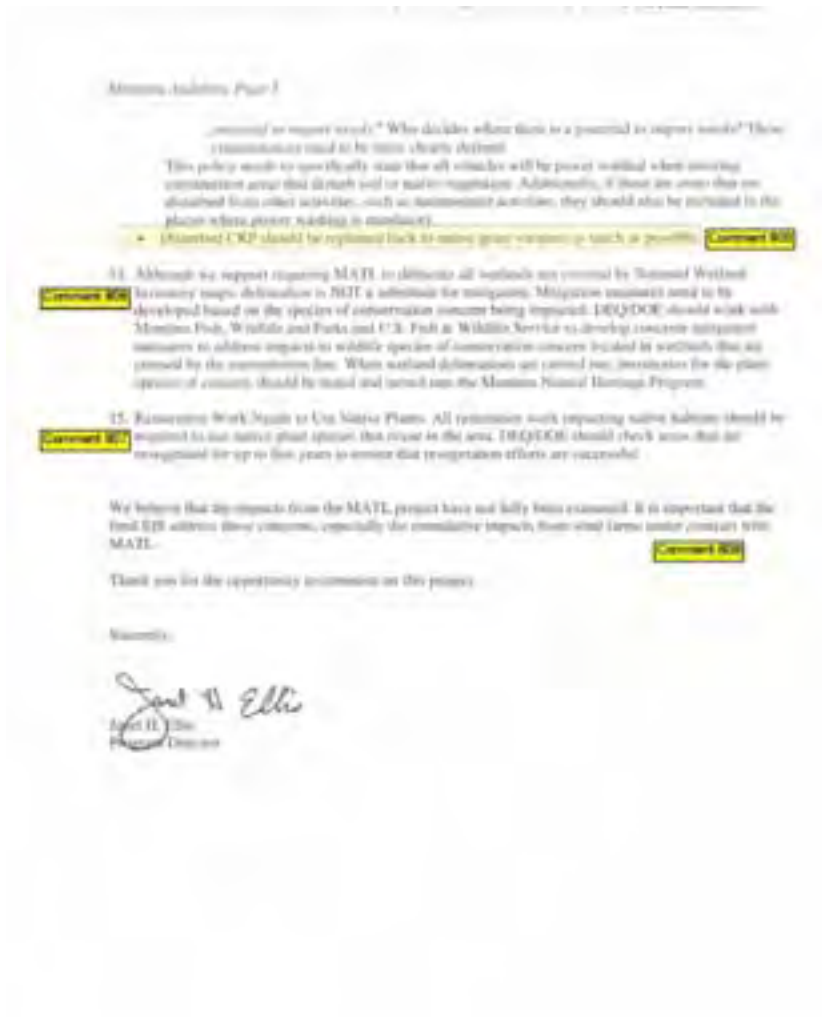 Montana Audubon, Page 5
potential to import weeds." Who decides where there is a potential to import weeds? These
circumstances need to be more clearly defined.
This policy needs to specifically state that all vehicles will be power washed when entering
construction areas that disturb soil or native vegetation. Additionally, if there are areas that are
disturbed from other activities, such as maintenance activities, they should also be included in the
places where power washing is mandatory.
• Disturbed CRP should be replanted back to native grass varieties as much as possible.
Comment
14. Although we support requiring MATL to delineate all wetlands not covered by National Wetland
Comment
Inventory maps, delineation is NOT a substitute for mitigation. Mitigation measures need to be
developed based on the species of conservation concern being impacted. DEQ/DOE should work with
Montana Fish, Wildlife and Parks and U.S. Fish & Wildlife Service to develop concrete mitigation
measures to address impacts to wildlife species of conservation concern located in wetlands that are
crossed by the transmission line. When wetland delineations are carried out, inventories for the plant
species of concern should be noted and turned into the Montana Natural Heritage Program.
15. Restoration Work Needs to Use Native Plants. All restoration work impacting native habitats should be
Comment
required to use native plant species that occur in the area. DEQ/DOE should check areas that are
revegetated for up to five years to ensure that revegetation efforts are successful.
We believe that the impacts from the MATL project have not fully been examined. It is important that the
final EIS address these concerns, especially the cumulative impacts from wind farms under contract with
MATL.
Comment
Thank you for the opportunity to comment on this project.
Sincerely,
Janet H Ellis
Janet H. Ellis
Program Director